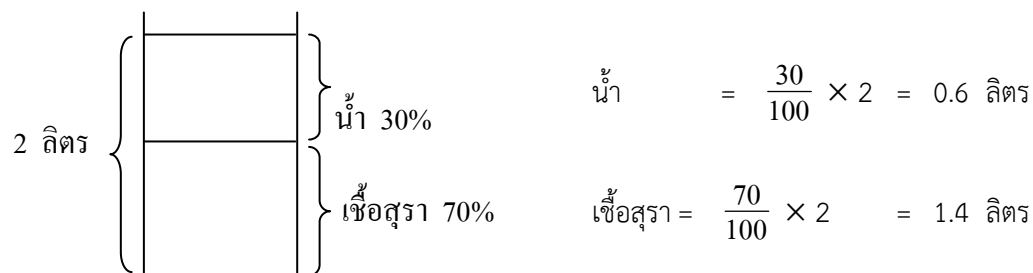 2 ลิตร
น้ำ 30%
เชื้อสุรา 70%
น้ำ = 30/100 × 2 = 0.6 ลิตร
เชื้อสุรา = 70/100 × 2 = 1.4 ลิตร